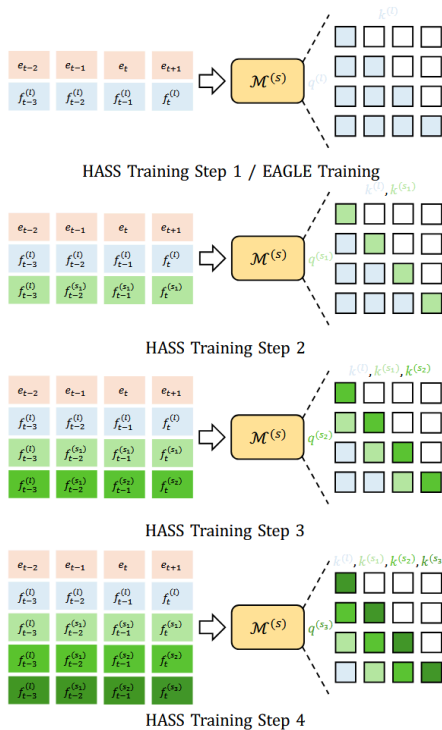 k^{(l)}
e_{t-2} e_{t-1} e_t e_{t+1}
f_{t-3}^{(l)} f_{t-2}^{(l)} f_{t-1}^{(l)} f_t^{(l)}
M^{(s)}
q^{(l)}
HASS Training Step 1 / EAGLE Training
k^{(l)}, k^{(s_1)}
e_{t-2} e_{t-1} e_t e_{t+1}
f_{t-3}^{(l)} f_{t-2}^{(l)} f_{t-1}^{(l)} f_t^{(l)}
f_{t-3}^{(l)} f_{t-2}^{(s_1)} f_{t-1}^{(s_1)} f_t^{(s_1)}
M^{(s)}
q^{(s_1)}
HASS Training Step 2
k^{(l)}, k^{(s_1)}, k^{(s_2)}
e_{t-2} e_{t-1} e_t e_{t+1}
f_{t-3}^{(l)} f_{t-2}^{(l)} f_{t-1}^{(l)} f_t^{(l)}
f_{t-3}^{(l)} f_{t-2}^{(s_1)} f_{t-1}^{(s_1)} f_t^{(s_1)}
f_{t-3}^{(l)} f_{t-2}^{(s_1)} f_{t-1}^{(s_2)} f_t^{(s_2)}
M^{(s)}
q^{(s_2)}
HASS Training Step 3
k^{(l)}, k^{(s_1)}, k^{(s_2)}, k^{(s_3)}
e_{t-2} e_{t-1} e_t e_{t+1}
f_{t-3}^{(l)} f_{t-2}^{(l)} f_{t-1}^{(l)} f_t^{(l)}
f_{t-3}^{(l)} f_{t-2}^{(s_1)} f_{t-1}^{(s_1)} f_t^{(s_1)}
f_{t-3}^{(l)} f_{t-2}^{(s_1)} f_{t-1}^{(s_2)} f_t^{(s_2)}
f_{t-3}^{(l)} f_{t-2}^{(s_1)} f_{t-1}^{(s_2)} f_t^{(s_3)}
M^{(s)}
q^{(s_3)}
HASS Training Step 4